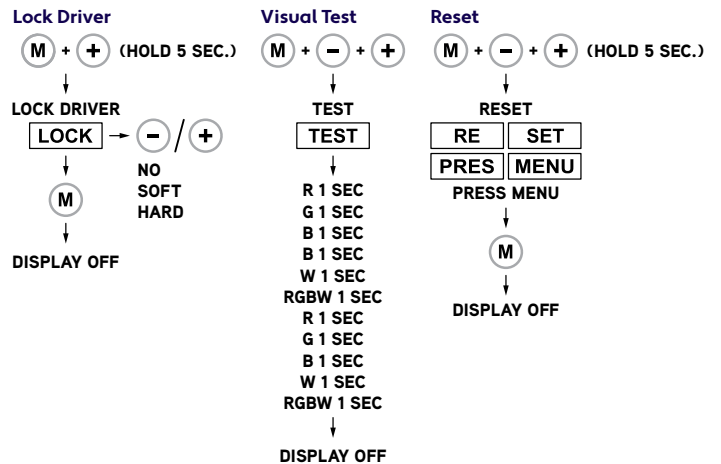 Lock Driver
M + + (HOLD 5 SEC.)
LOCK DRIVER
LOCK
− / +
NO
SOFT
HARD
M
DISPLAY OFF
Visual Test
M + − + +
TEST
TEST
R 1 SEC
G 1 SEC
B 1 SEC
B 1 SEC
W 1 SEC
RGBW 1 SEC
R 1 SEC
G 1 SEC
B 1 SEC
W 1 SEC
RGBW 1 SEC
DISPLAY OFF
Reset
M + − + + (HOLD 5 SEC.)
RESET
RE SET
PRES MENU
PRESS MENU
M
DISPLAY OFF